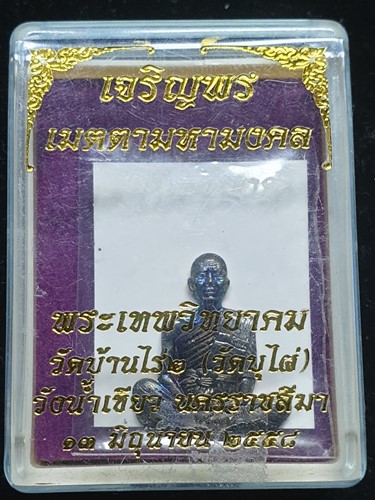 เจริญพร
เมตตามหามงคล
พระเทพวิทยาคม
วัดบ้านไร่๒ (วัดบุไผ่)
วังน้ำเขียว นครราชสีมา
๑๓ มิถุนายน ๒๕๕๘